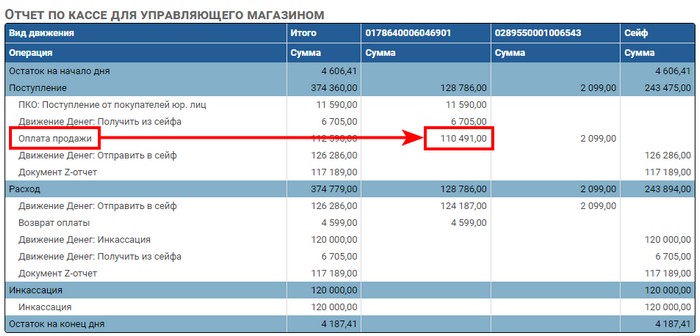 Отчет по кассе для управляющего магазином
Вид движения Итого 0178640006046901 0289550001006543 Сейф
Операция Сумма Сумма Сумма Сумма
Остаток на начало дня 4 606,41 4 606,41
Поступление 374 360,00 128 786,00 2 099,00 243 475,00
ПКО: Поступление от покупателей юр. лиц 11 590,00 11 590,00
Движение Денег: Получить из сейфа 6 705,00 6 705,00
Оплата продажи 112 590,00 110 491,00 2 099,00
Движение Денег: Отправить в сейф 126 286,00 126 286,00
Документ Z-отчет 117 189,00 117 189,00
Расход 374 779,00 128 786,00 2 099,00 243 894,00
Движение Денег: Отправить в сейф 126 286,00 124 187,00 2 099,00
Возврат оплаты 4 599,00 4 599,00
Движение Денег: Инкассация 120 000,00 120 000,00
Движение Денег: Получить из сейфа 6 705,00 6 705,00
Документ Z-отчет 117 189,00 117 189,00
Инкассация 120 000,00 120 000,00
Инкассация 120 000,00 120 000,00
Остаток на конец дня 4 187,41 4 187,41